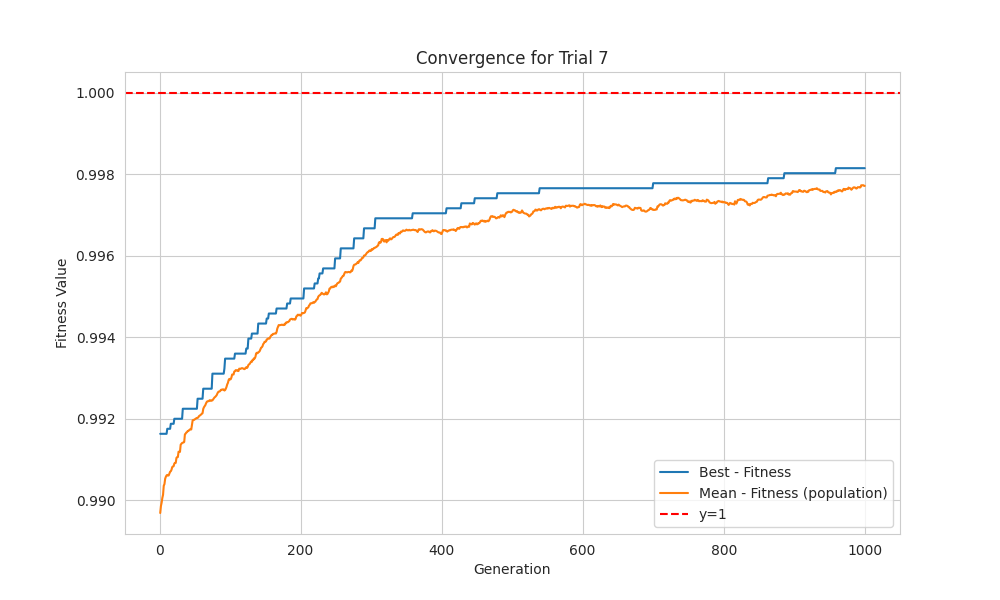 Convergence for Trial 7
Fitness Value
1.000
0.998
0.996
0.994
0.992
0.990
Best - Fitness
Mean - Fitness (population)
y=1
0 200 400 600 800 1000
Generation